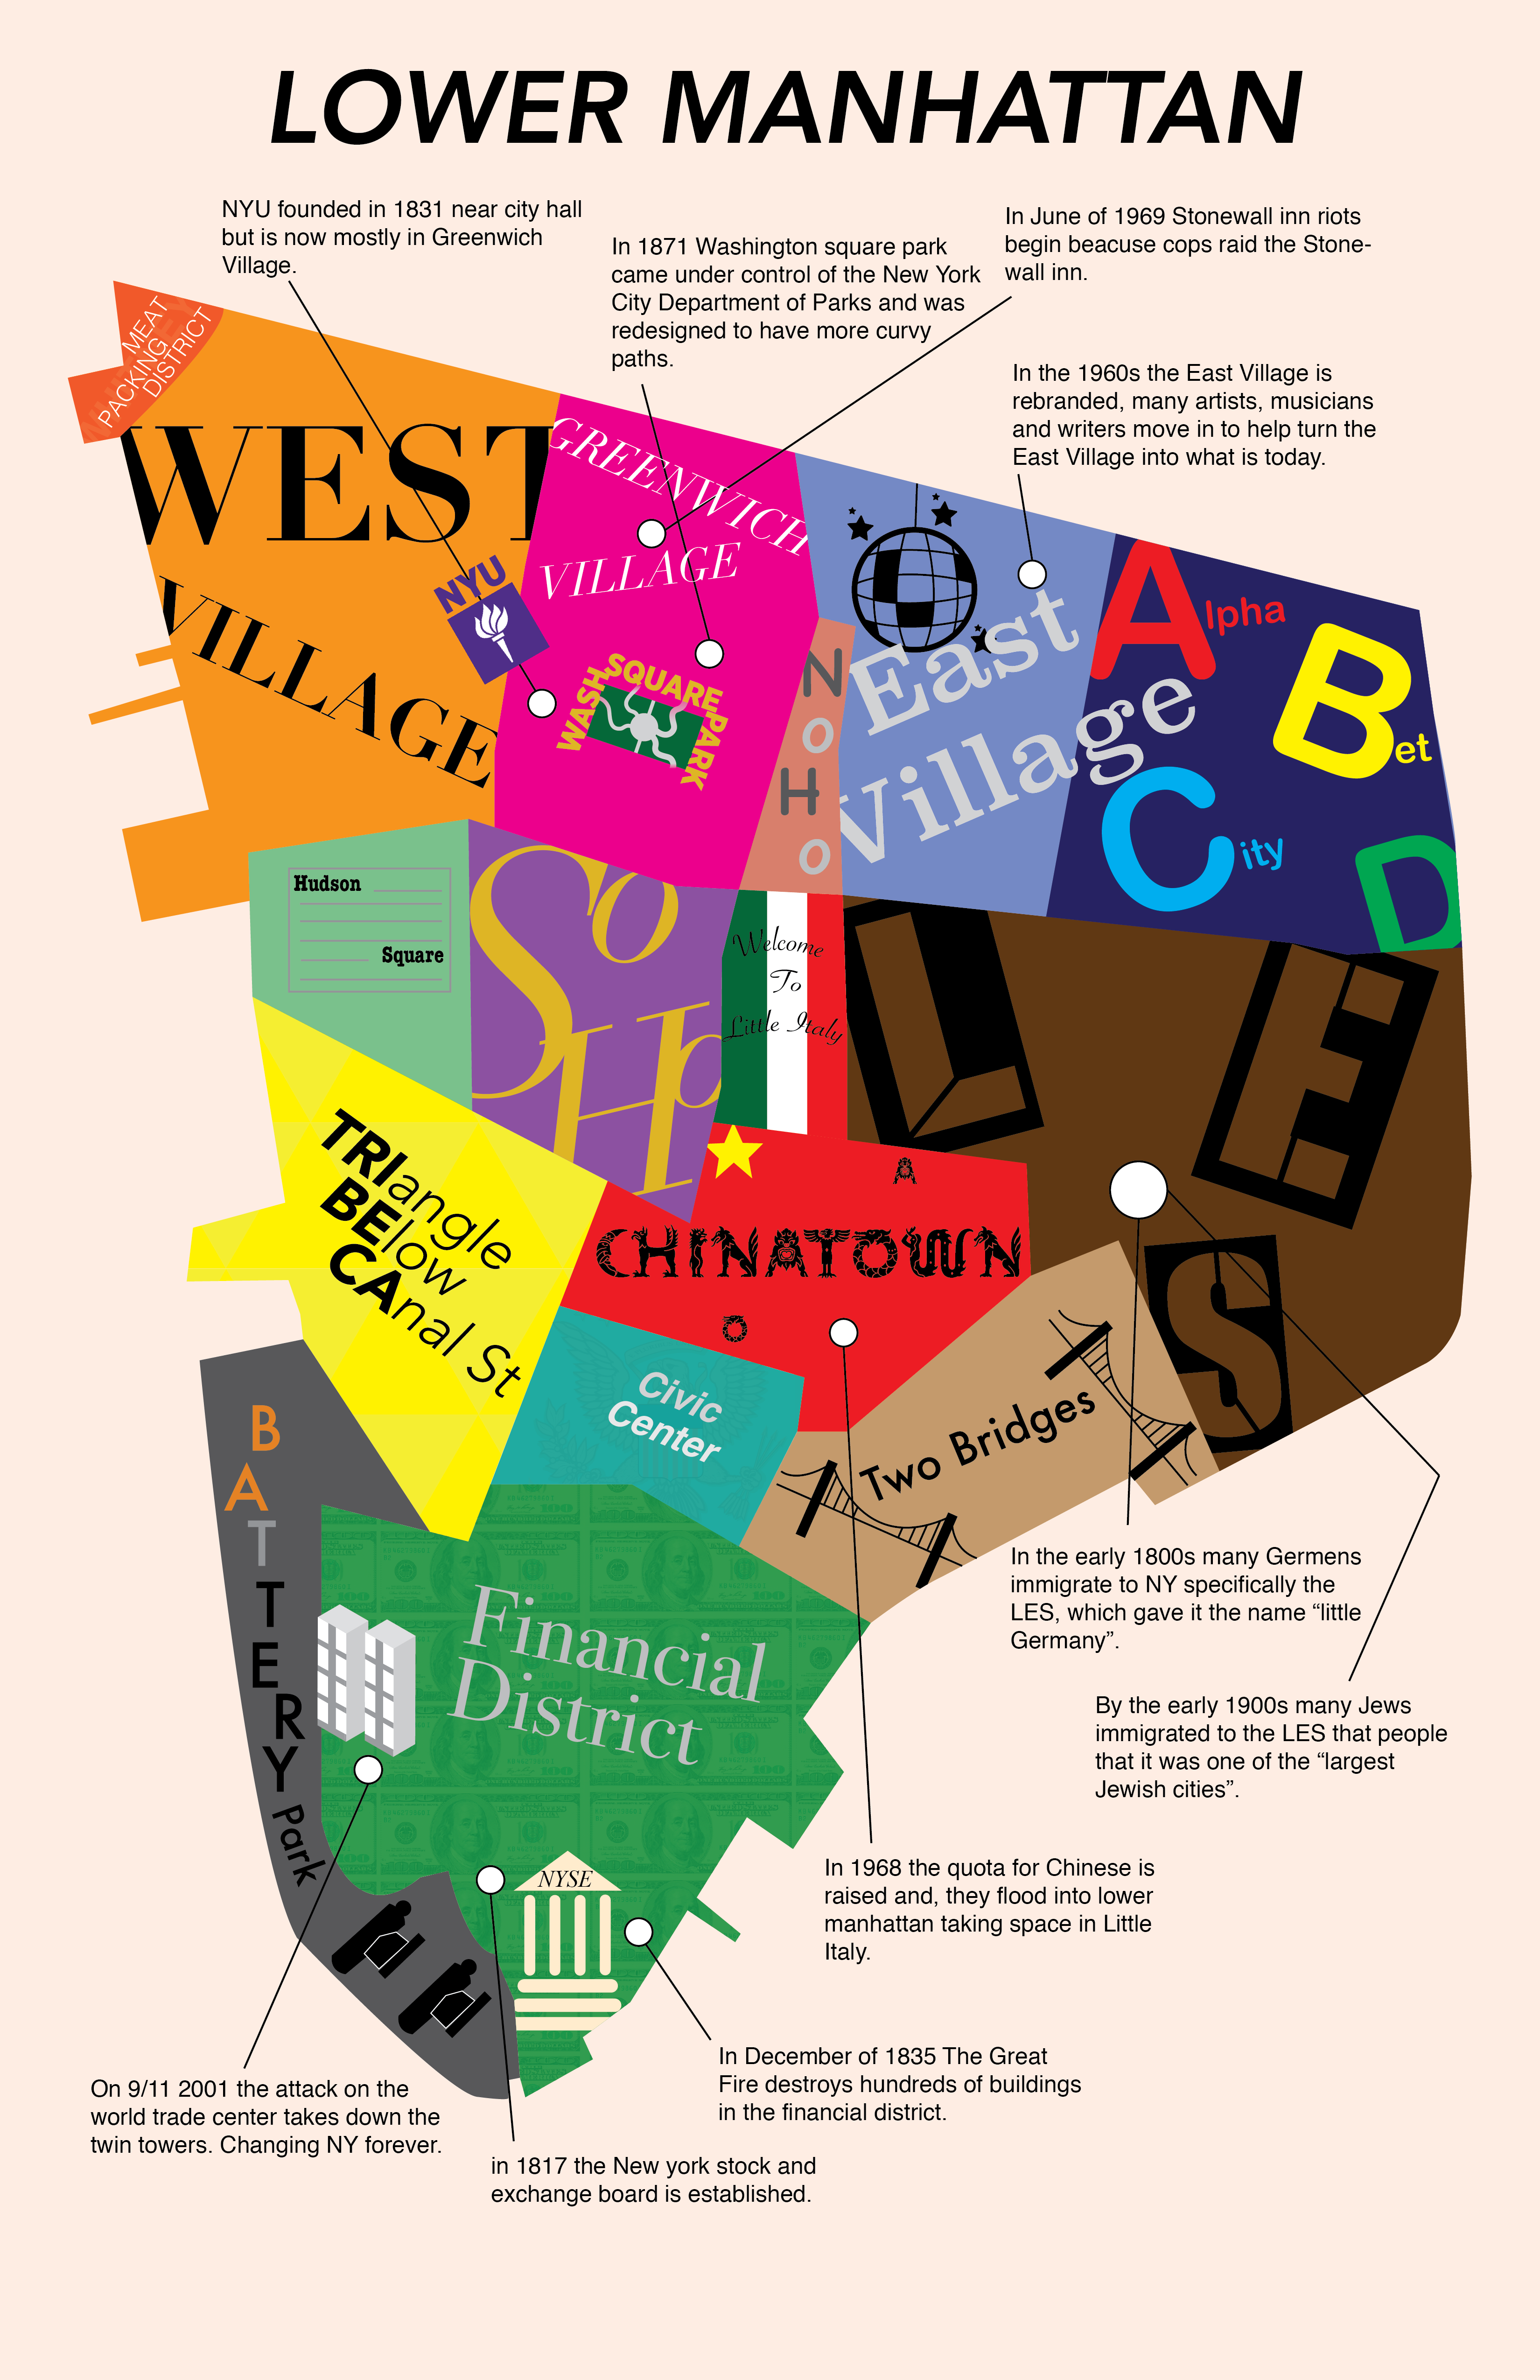 LOWER MANHATTAN
NYU founded in 1831 near city hall
but is now mostly in Greenwich
Village.
In 1871 Washington square park
came under control of the New York
City Department of Parks and was
redesigned to have more curvy
paths.
In June of 1969 Stonewall inn riots
begin beacuse cops raid the Stone-
wall inn.
In the 1960s the East Village is
rebranded, many artists, musicians
and writers move in to help turn the
East Village into what is today.
MEAT
PACKING
DISTRICT
WEST
VILLAGE
NYU
GREENWICH
VILLAGE
WASH SQUARE PARK
NoHo
East
Village
Alpha
Bet
City
D
Hudson
Square
So
Ho
Welcome
To
Little Italy
L
E
S
TRIangle
BElow
CAnal St
CHINATOWN
Civic
Center
Two Bridges
BATTERY Park
Financial
District
NYSE
In the early 1800s many Germens
immigrate to NY specifically the
LES, which gave it the name “little
Germany”.
By the early 1900s many Jews
immigrated to the LES that people
that it was one of the “largest
Jewish cities”.
In 1968 the quota for Chinese is
raised and, they flood into lower
manhattan taking space in Little
Italy.
In December of 1835 The Great
Fire destroys hundreds of buildings
in the financial district.
On 9/11 2001 the attack on the
world trade center takes down the
twin towers. Changing NY forever.
in 1817 the New york stock and
exchange board is established.